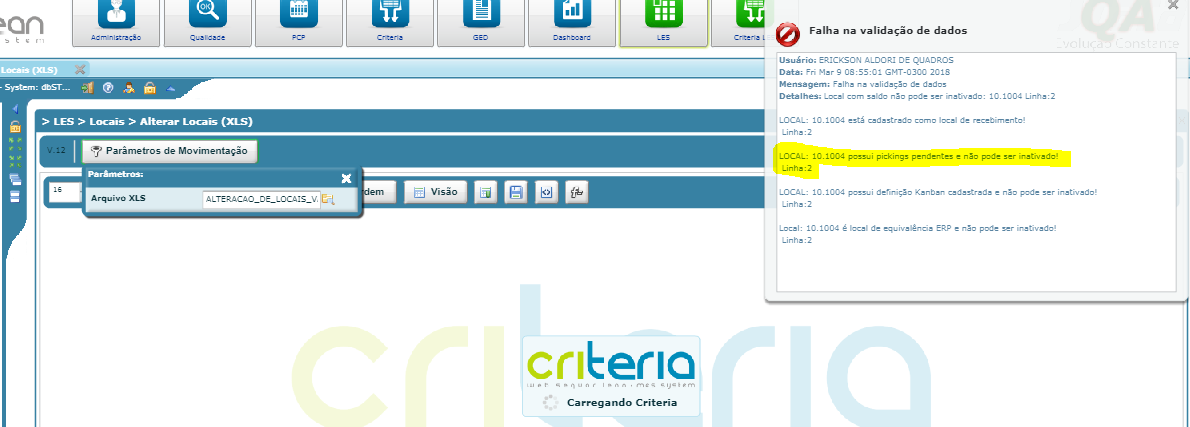 ean
system
Administração
Qualidade
PCP
Criteria
GED
Dashboard
LES
Criteria L
QA
Evolução Constante
Locais (XLS)
- System: dbST...
> LES > Locais > Alterar Locais (XLS)
V.12
Parâmetros de Movimentação
Parâmetros:
Arquivo XLS
ALTERACAO_DE_LOCAIS_V.
16
rdem
Visão
Falha na validação de dados
Usuário: ERICKSON ALDORI DE QUADROS
Data: Fri Mar 9 08:55:01 GMT-0300 2018
Mensagem: Falha na validação de dados
Detalhes: Local com saldo não pode ser inativado: 10.1004 Linha:2
LOCAL: 10.1004 está cadastrado como local de recebimento!
Linha:2
LOCAL: 10.1004 possui pickings pendentes e não pode ser inativado!
Linha:2
LOCAL: 10.1004 possui definição Kanban cadastrada e não pode ser inativado!
Linha:2
Local: 10.1004 é local de equivalência ERP e não pode ser inativado!
Linha:2
criteria
criteria
web seguru lean - mes system
Carregando Criteria